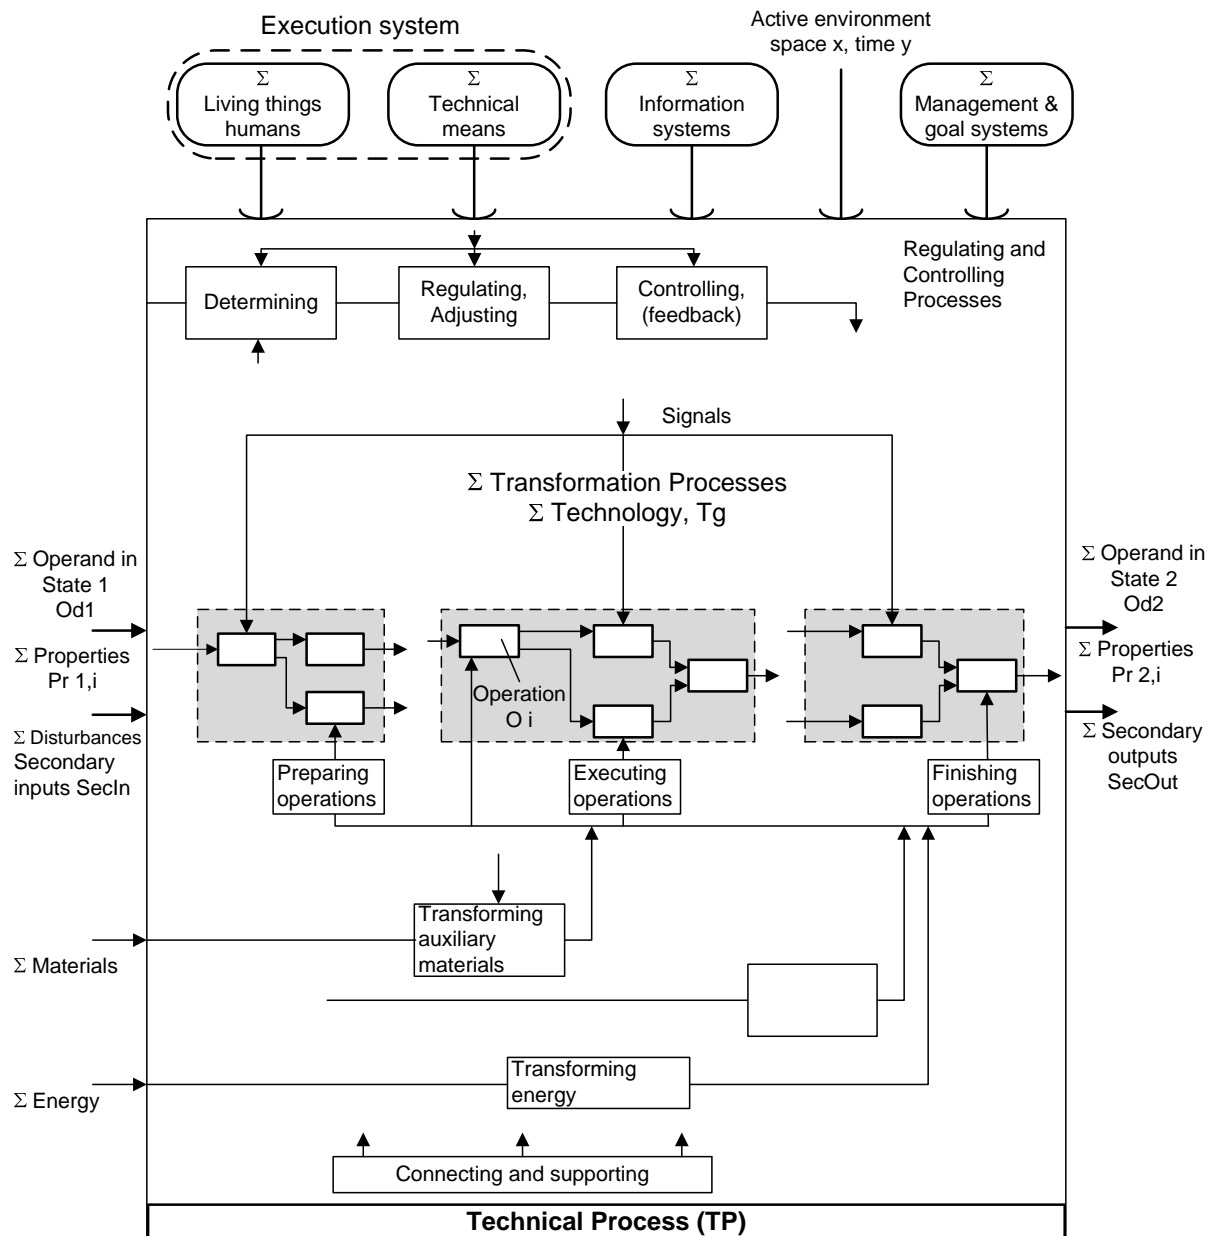 Execution system
Active environment
space x, time y
Σ
Living things
humans
Σ
Technical
means
Σ
Information
systems
Σ
Management &
goal systems
Regulating and
Controlling
Processes
Determining
Regulating,
Adjusting
Controlling,
(feedback)
Signals
Σ Transformation Processes
Σ Technology, Tg
Σ Operand in
State 1
Od1
Σ Properties
Pr 1,i
Σ Disturbances
Secondary
inputs SecIn
Operation
O i
Σ Operand in
State 2
Od2
Σ Properties
Pr 2,i
Σ Secondary
outputs
SecOut
Preparing
operations
Executing
operations
Finishing
operations
Transforming
auxiliary
materials
Σ Materials
Transforming
energy
Σ Energy
Connecting and supporting
Technical Process (TP)